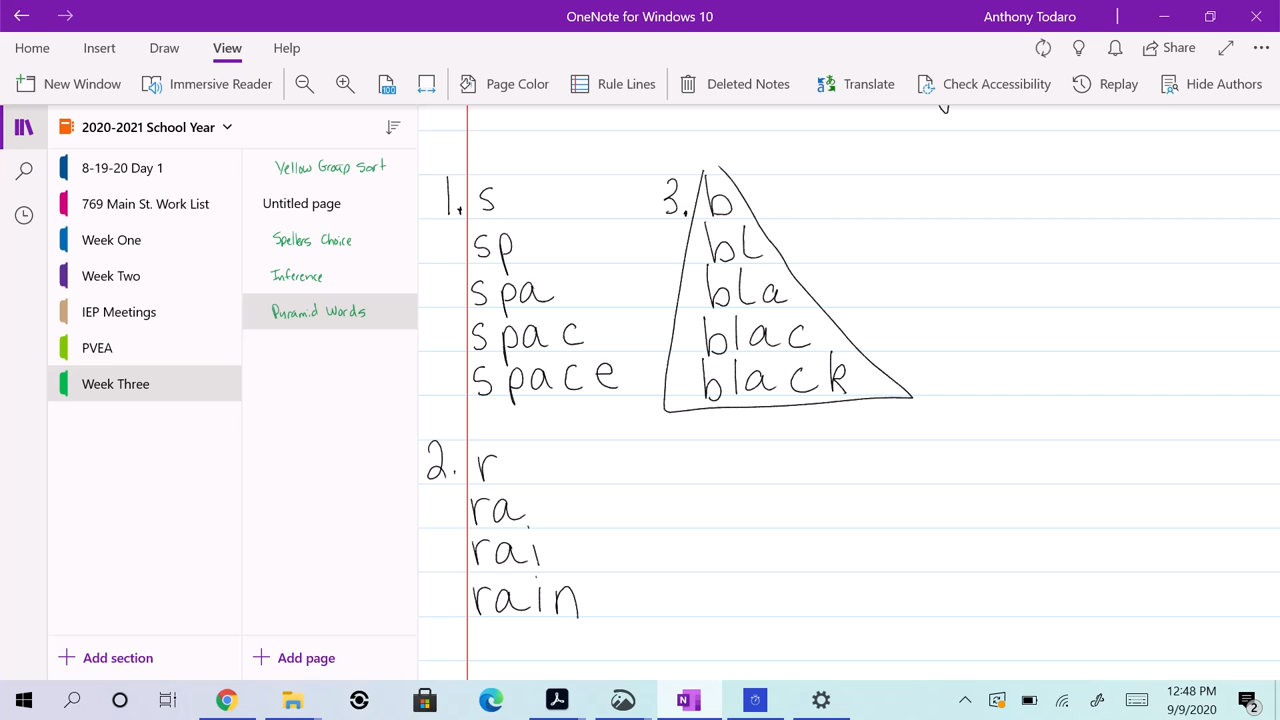 OneNote for Windows 10
Anthony Todaro
Home Insert Draw View Help
Share
New Window Immersive Reader Page Color Rule Lines Deleted Notes Translate Check Accessibility Replay Hide Authors
2020-2021 School Year
8-19-20 Day 1
769 Main St. Work List
Week One
Week Two
IEP Meetings
PVEA
Week Three
Add section
Yellow Group Sort
Untitled page
Spellers Choice
Inference
Pyramid Words
Add page
1. s
sp
spa
spac
space
2. r
ra
rai
rain
3. b
bl
bla
blac
black
12:48 PM
9/9/2020
2